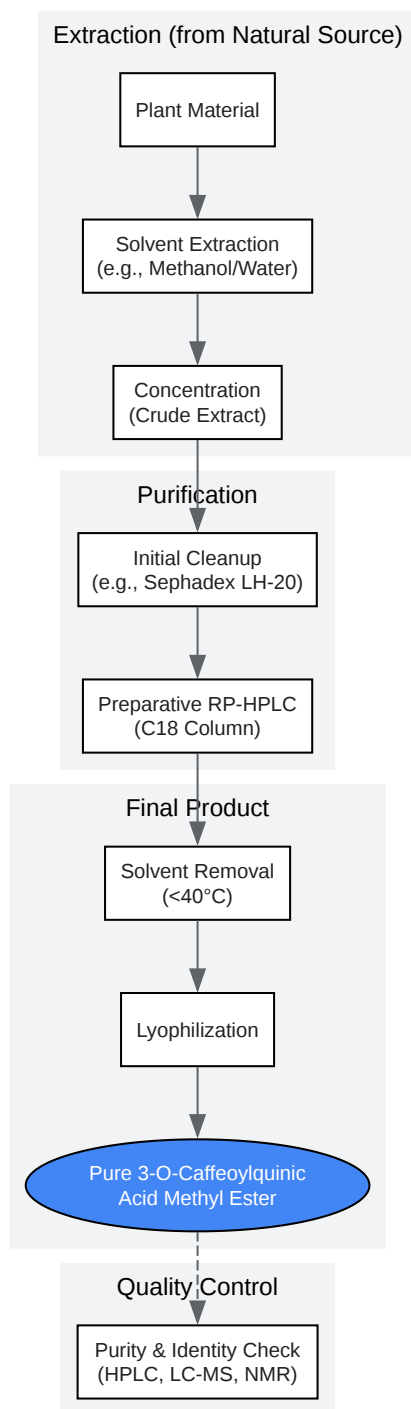 Extraction (from Natural Source)
Plant Material
Solvent Extraction
(e.g., Methanol/Water)
Concentration
(Crude Extract)
Purification
Initial Cleanup
(e.g., Sephadex LH-20)
Preparative RP-HPLC
(C18 Column)
Final Product
Solvent Removal
(<40°C)
Lyophilization
Pure 3-O-Caffeoylquinic
Acid Methyl Ester
Quality Control
Purity & Identity Check
(HPLC, LC-MS, NMR)